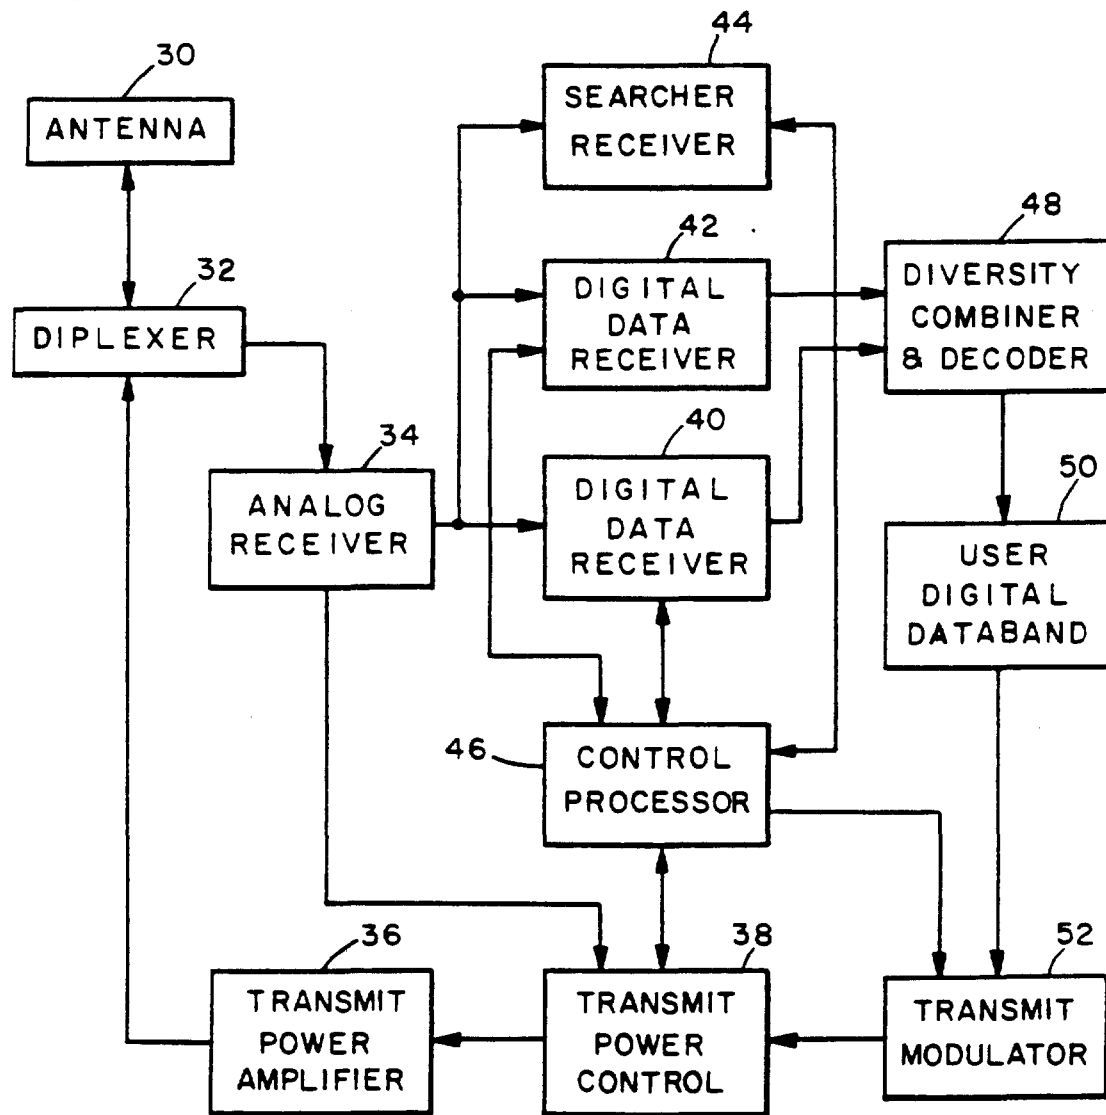 44
30
SEARCHER
RECEIVER
ANTENNA
42
48
32
DIGITAL
DATA
RECEIVER
DIVERSITY
COMBINER
& DECODER
DIPLEXER
34
40
50
ANALOG
RECEIVER
DIGITAL
DATA
RECEIVER
USER
DIGITAL
DATABAND
46
CONTROL
PROCESSOR
36
38
52
TRANSMIT
POWER
AMPLIFIER
TRANSMIT
POWER
CONTROL
TRANSMIT
MODULATOR